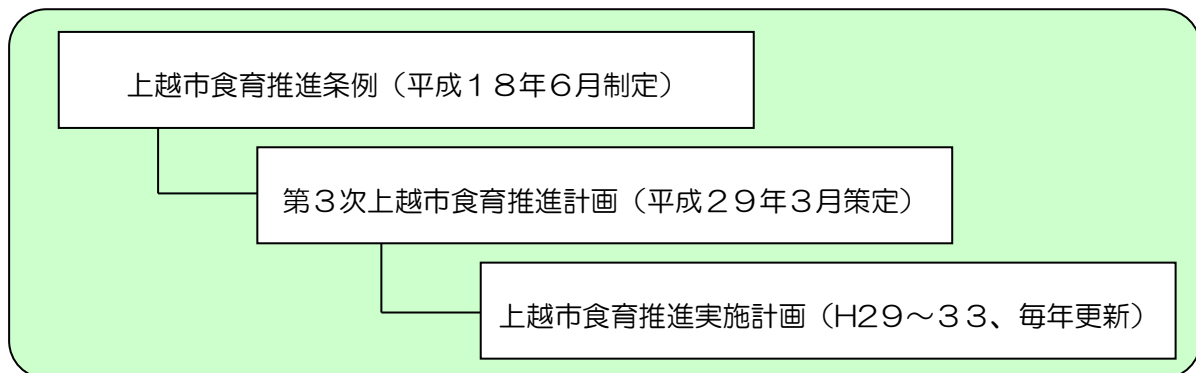 上越市食育推進条例（平成１８年６月制定）
第３次上越市食育推進計画（平成２９年３月策定）
上越市食育推進実施計画（H２９～３３、毎年更新）